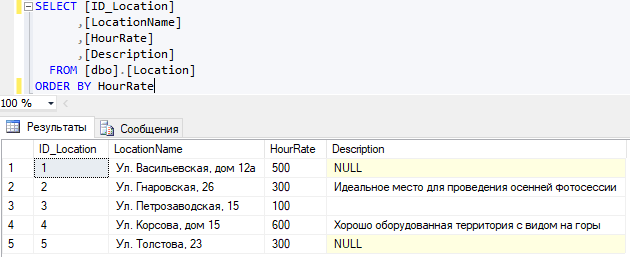 SELECT [ID_Location]
,[LocationName]
,[HourRate]
,[Description]
FROM [dbo].[Location]
ORDER BY HourRate
100 %
Результаты Сообщения
ID_Location LocationName HourRate Description
1 1 Ул. Васильевская, дом 12а 500 NULL
2 2 Ул. Гнаровская, 26 300 Идеальное место для проведения осенней фотосессии
3 3 Ул. Петрозаводская, 15 100
4 4 Ул. Корсова, дом 15 600 Хорошо оборудованная территория с видом на горы
5 5 Ул. Толстова, 23 300 NULL